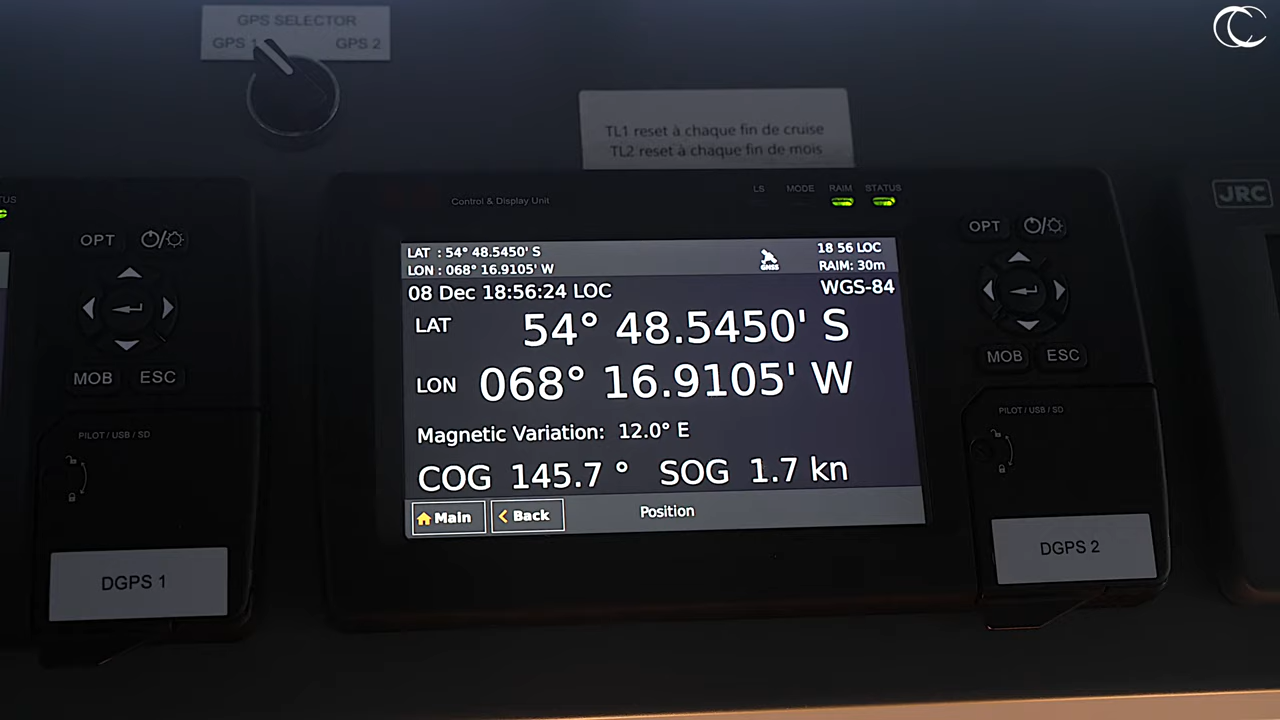 GPS SELECTOR
GPS 1 GPS 2
TL1 reset à chaque fin de cruise
TL2 reset à chaque fin de mois
TUS
OPT
MOB ESC
PILOT / USB / SD
DGPS 1
Control & Display Unit
LS MODE RAIM STATUS
LAT : 54° 48.5450' S
LON : 068° 16.9105' W
GNSS
18 56 LOC
RAIM: 30m
08 Dec 18:56:24 LOC WGS-84
LAT 54° 48.5450' S
LON 068° 16.9105' W
Magnetic Variation: 12.0° E
COG 145.7 ° SOG 1.7 kn
Main Back Position
OPT
MOB ESC
PILOT / USB / SD
DGPS 2
JRC